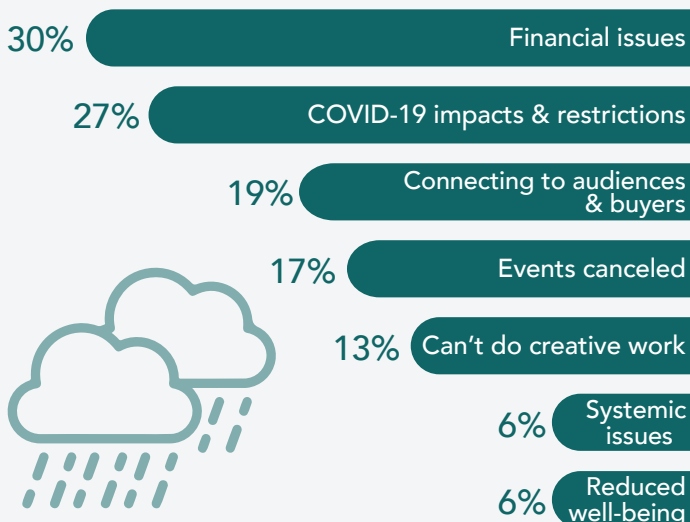 30% Financial issues
27% COVID-19 impacts & restrictions
19% Connecting to audiences
& buyers
17% Events canceled
13% Can't do creative work
6% Systemic
issues
6% Reduced
well-being